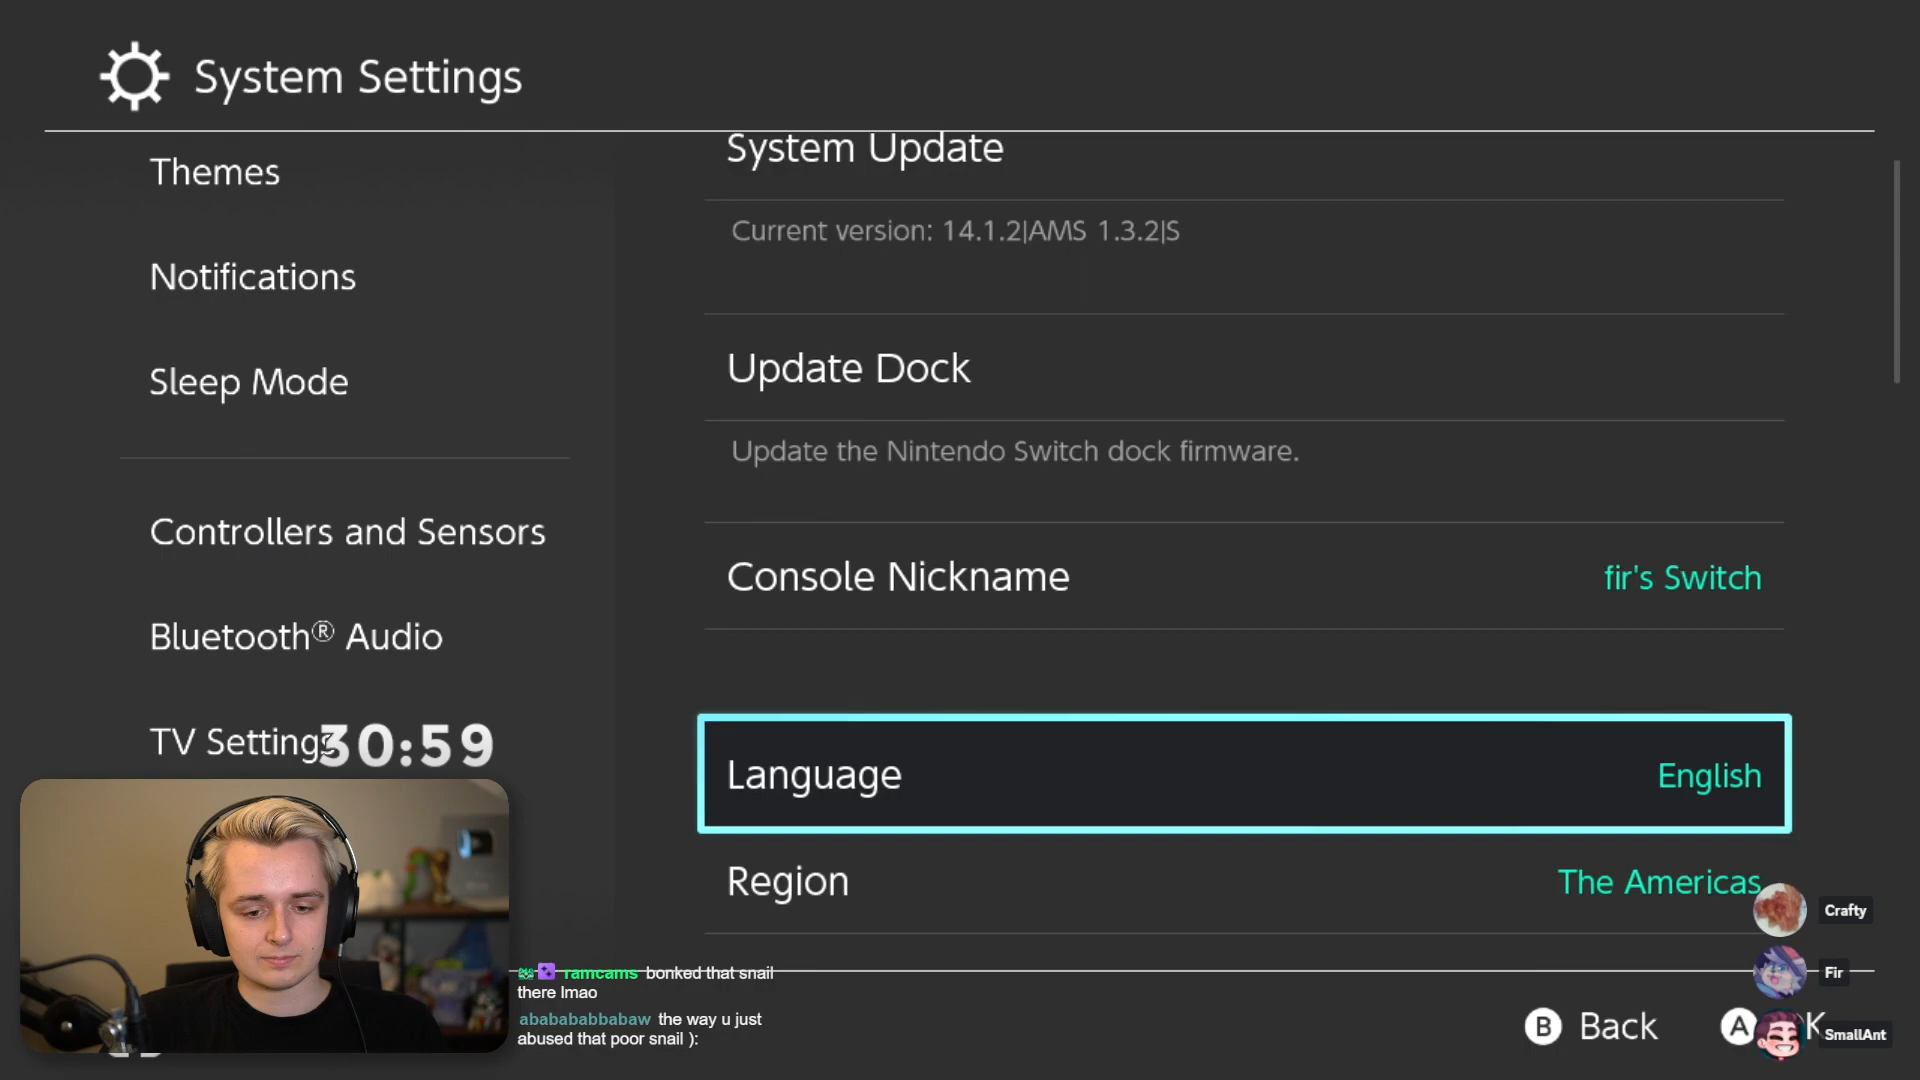 System Settings
Themes
Notifications
Sleep Mode
Controllers and Sensors
Bluetooth® Audio
TV Settings
30:59
System Update
Current version: 14.1.2|AMS 1.3.2|S
Update Dock
Update the Nintendo Switch dock firmware.
Console Nickname fir's Switch
Language English
Region The Americas
Crafty
Fir
SmallAnt
ramcams bonked that snail
there lmao
ababababbabaw the way u just
abused that poor snail ):
B Back A K